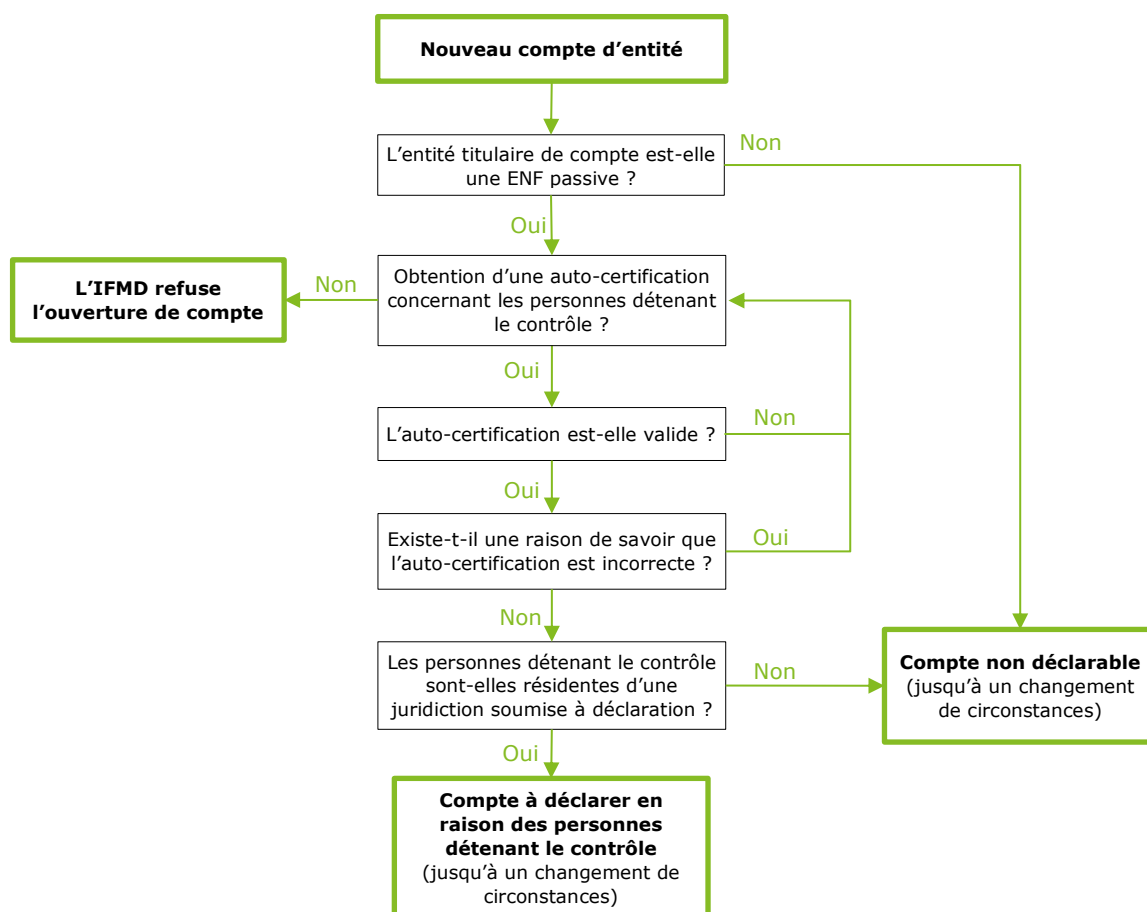 Nouveau compte d'entité
L'entité titulaire de compte est-elle
une ENF passive ?
Non
Oui
Obtention d'une auto-certification
concernant les personnes détenant
le contrôle ?
Non
L'IFMD refuse
l'ouverture de compte
Oui
L'auto-certification est-elle valide ?
Non
Oui
Existe-t-il une raison de savoir que
l'auto-certification est incorrecte ?
Oui
Non
Les personnes détenant le contrôle
sont-elles résidentes d'une
juridiction soumise à déclaration ?
Non
Compte non déclarable
(jusqu'à un changement
de circonstances)
Oui
Compte à déclarer en
raison des personnes
détenant le contrôle
(jusqu'à un changement de
circonstances)